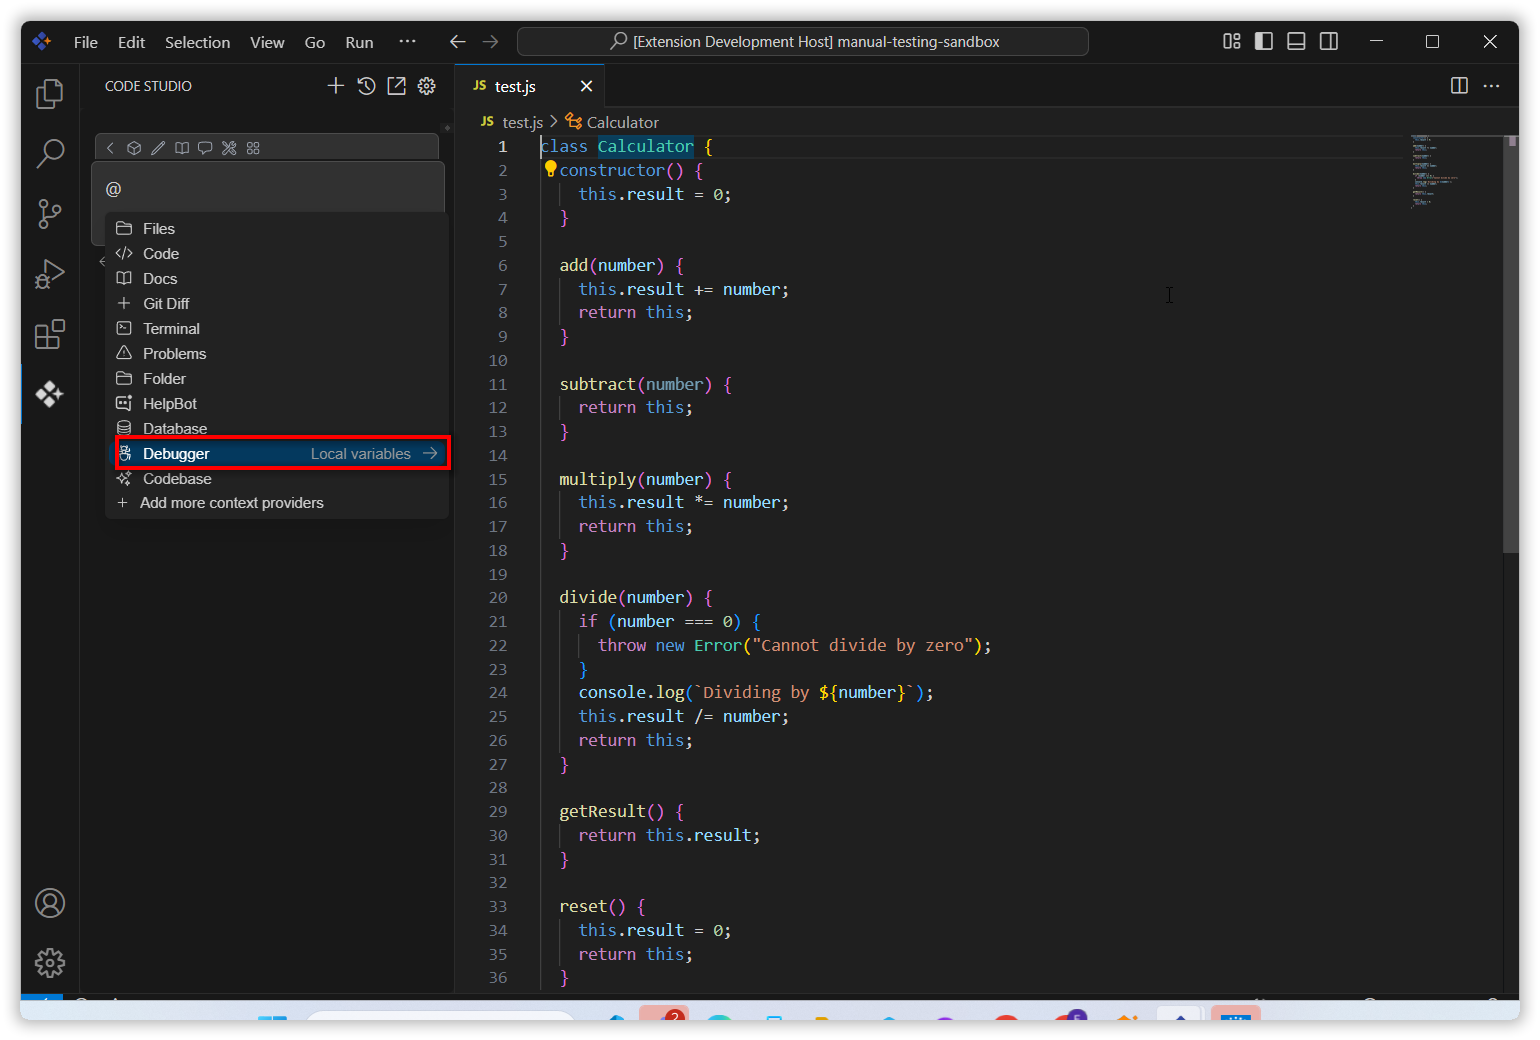 File Edit Selection View Go Run ···
[Extension Development Host] manual-testing-sandbox
CODE STUDIO
@
Files
Code
Docs
Git Diff
Terminal
Problems
Folder
HelpBot
Database
Debugger Local variables
Codebase
Add more context providers
JS test.js
JS test.js > Calculator
1 class Calculator {
2 constructor() {
3 this.result = 0;
4 }
5
6 add(number) {
7 this.result += number;
8 return this;
9 }
10
11 subtract(number) {
12 return this;
13 }
14
15 multiply(number) {
16 this.result *= number;
17 return this;
18 }
19
20 divide(number) {
21 if (number === 0) {
22 throw new Error("Cannot divide by zero");
23 }
24 console.log(`Dividing by ${number}`);
25 this.result /= number;
26 return this;
27 }
28
29 getResult() {
30 return this.result;
31 }
32
33 reset() {
34 this.result = 0;
35 return this;
36 }
2
5